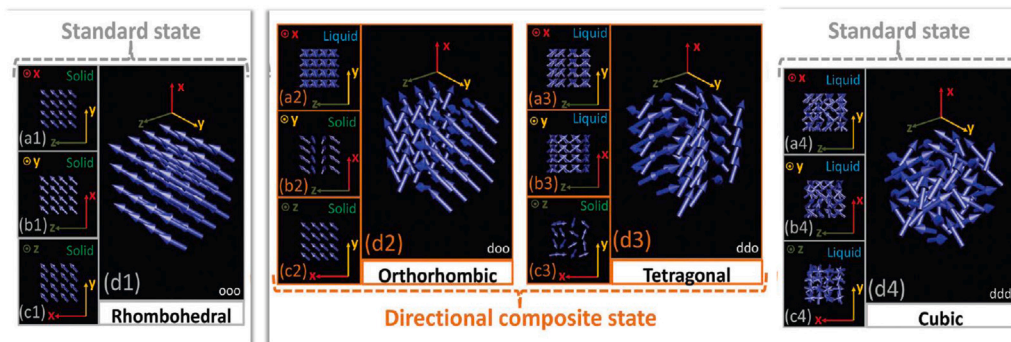 Standard state
x
Solid
y
z
(a1)
y
Solid
x
z
(b1)
z
Solid
y
x
(c1)
x
z
y
(d1)
ooo
Rhombohedral
x
Liquid
y
z
(a2)
y
Solid
x
z
(b2)
z
Solid
y
x
(c2)
x
z
y
(d2)
doo
Orthorhombic
x
Liquid
y
z
(a3)
y
Liquid
x
z
(b3)
z
Solid
y
x
(c3)
x
z
y
(d3)
ddo
Tetragonal
Directional composite state
Standard state
x
Liquid
y
z
(a4)
y
Liquid
x
z
(b4)
z
Liquid
y
x
(c4)
x
z
y
(d4)
ddd
Cubic